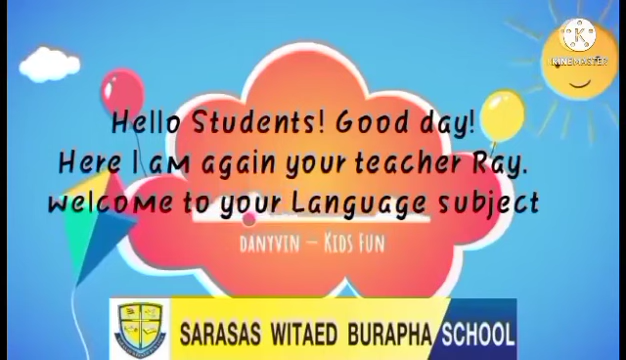 KINEMASTER
Hello Students! Good day!
Here I am again your teacher Ray.
welcome to your Language subject
DANYVIN – KIDS FUN
SARASAS WITAED BURAPHA SCHOOL